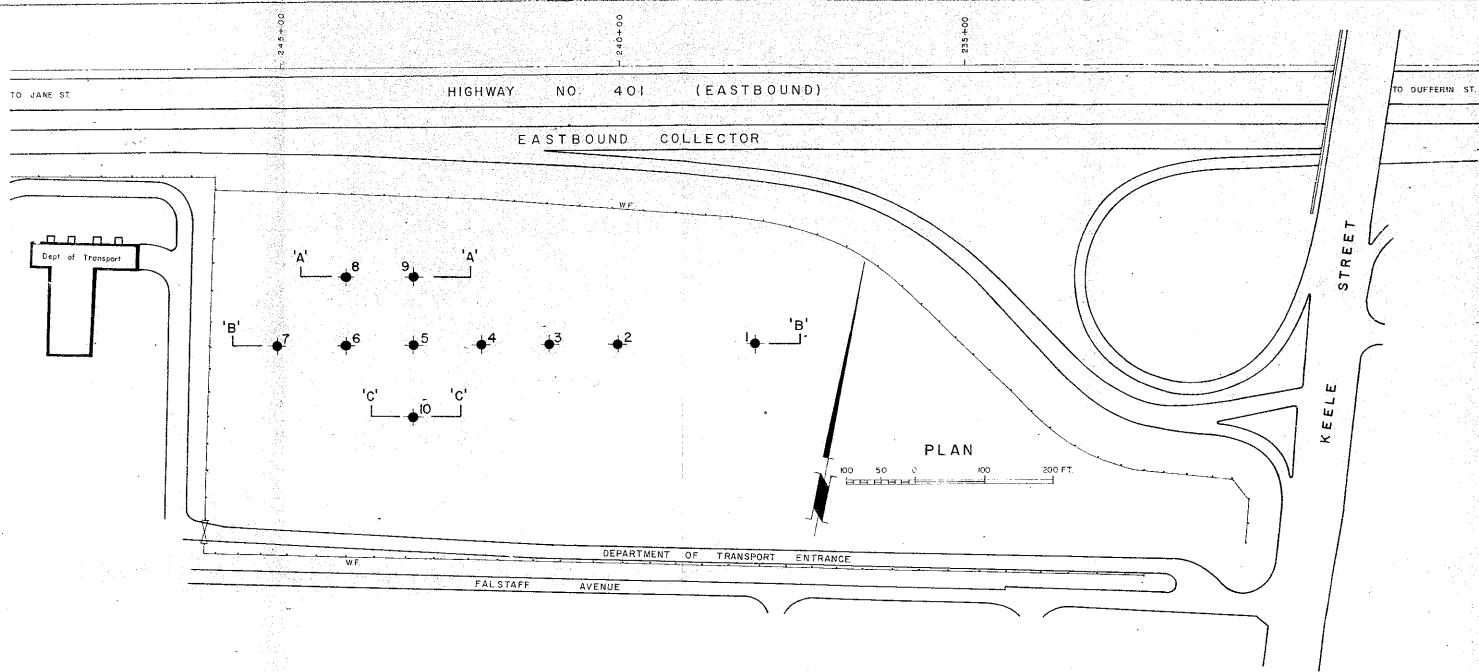 245+00
240+00
235+00
TO JANE ST.
HIGHWAY NO. 401 (EASTBOUND)
TO DUFFERIN ST.
EASTBOUND COLLECTOR
W.F.
Dept of Transport
'A' 8 9 'A'
'B' 7 6 5 4 3 2 1 'B'
'C' 10 'C'
KEELE STREET
PLAN
100 50 0 100 200 FT.
DEPARTMENT OF TRANSPORT ENTRANCE
W.F.
FALSTAFF AVENUE